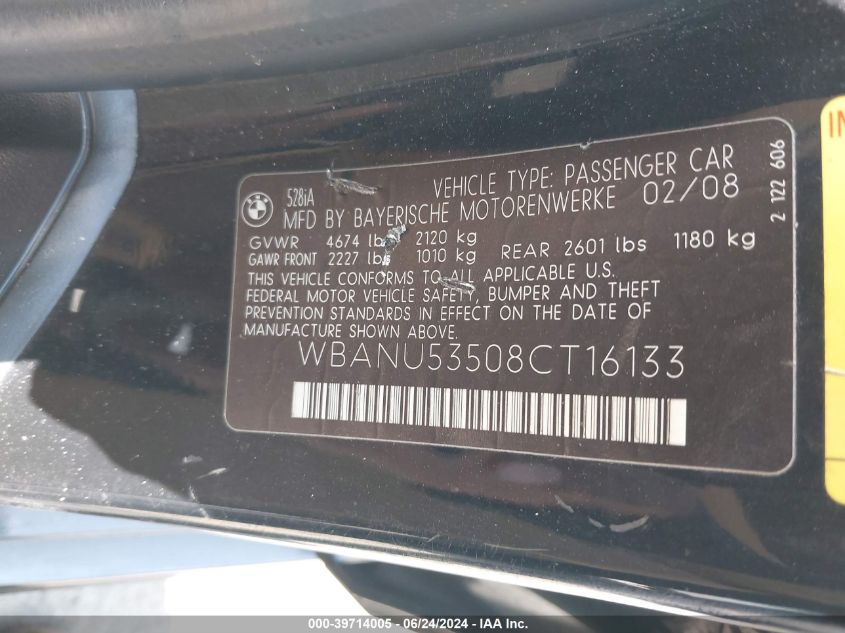 528iA
VEHICLE TYPE: PASSENGER CAR
MFD BY BAYERISCHE MOTORENWERKE 02/08
GVWR 4674 lbs 2120 kg
GAWR FRONT 2227 lbs 1010 kg REAR 2601 lbs 1180 kg
THIS VEHICLE CONFORMS TO ALL APPLICABLE U.S.
FEDERAL MOTOR VEHICLE SAFETY, BUMPER AND THEFT
PREVENTION STANDARDS IN EFFECT ON THE DATE OF
MANUFACTURE SHOWN ABOVE.
WBANU53508CT16133
2 122 606
000-39714005 - 06/24/2024 - IAA Inc.